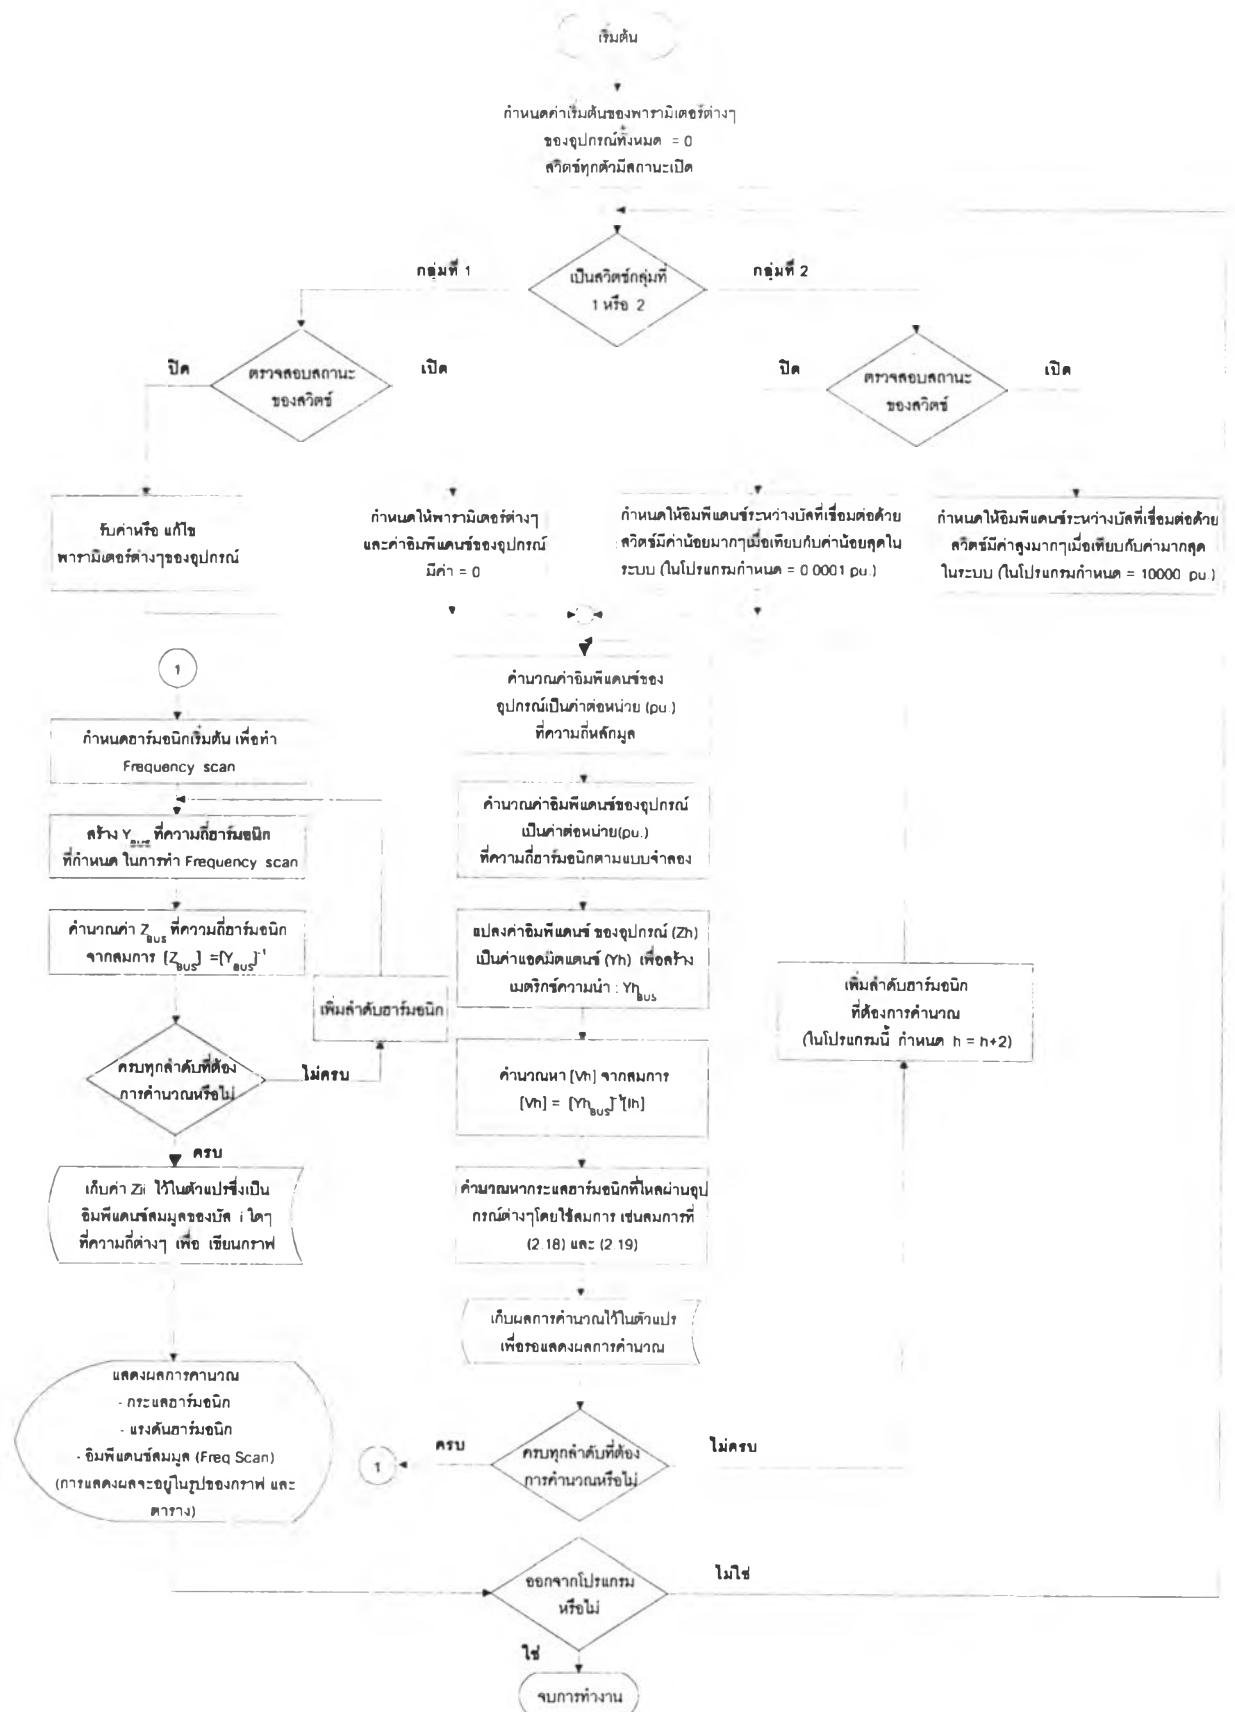 เริ่มต้น
กำหนดค่าเริ่มต้นของพารามิเตอร์ต่างๆ
ของอุปกรณ์ทั้งหมด = 0
สวิตช์ทุกตัวมีสถานะเปิด
เป็นสวิตช์กลุ่มที่
1 หรือ 2
กลุ่มที่ 1
กลุ่มที่ 2
ตรวจสอบสถานะ
ของสวิตช์
ปิด
เปิด
ตรวจสอบสถานะ
ของสวิตช์
ปิด
เปิด
รับค่าหรือ แก้ไข
พารามิเตอร์ต่างๆของอุปกรณ์
กำหนดให้พารามิเตอร์ต่างๆ
และค่าอิมพีแดนซ์ของอุปกรณ์
มีค่า = 0
กำหนดให้อิมพีแดนซ์ระหว่างบัสที่เชื่อมต่อด้วย
สวิตช์มีค่าน้อยมากๆเมื่อเทียบกับค่าน้อยสุดใน
ระบบ (ในโปรแกรมกำหนด = 0.0001 pu.)
กำหนดให้อิมพีแดนซ์ระหว่างบัสที่เชื่อมต่อด้วย
สวิตช์มีค่าสูงมากๆเมื่อเทียบกับค่ามากสุด
ในระบบ (ในโปรแกรมกำหนด = 10000 pu.)
1
กำหนดฮาร์มอนิกเริ่มต้น เพื่อทำ
Frequency scan
สร้าง Y_BUS ที่ความถี่ฮาร์มอนิก
ที่กำหนด ในการทำ Frequency scan
คำนวณค่า Z_BUS ที่ความถี่ฮาร์มอนิก
จากสมการ [Z_BUS] =[Y_BUS]^-1
เพิ่มลำดับฮาร์มอนิก
ครบทุกลำดับที่ต้อง
การคำนวณหรือไม่
ไม่ครบ
ครบ
เก็บค่า Zii ไว้ในตัวแปรซึ่งเป็น
อิมพีแดนซ์สมมูลของบัส i ใดๆ
ที่ความถี่ต่างๆ เพื่อ เขียนกราฟ
แสดงผลการคำนวณ
- กระแสฮาร์มอนิก
- แรงดันฮาร์มอนิก
- อิมพีแดนซ์สมมูล (Freq Scan)
(การแสดงผลจะอยู่ในรูปของกราฟ และ
ตาราง)
คำนวณค่าอิมพีแดนซ์ของ
อุปกรณ์เป็นค่าต่อหน่วย (pu.)
ที่ความถี่หลักมูล
คำนวณค่าอิมพีแดนซ์ของอุปกรณ์
เป็นค่าต่อหน่วย(pu.)
ที่ความถี่ฮาร์มอนิกตามแบบจำลอง
แปลงค่าอิมพีแดนซ์ ของอุปกรณ์ (Zh)
เป็นค่าแอดมิตแตนซ์ (Yh) เพื่อสร้าง
เมตริกซ์ความนำ : Yh_BUS
คำนวณหา [Vh] จากสมการ
[Vh] = [Yh_BUS]^-1[Ih]
คำนวณหากระแสฮาร์มอนิกที่ไหลผ่านอุป
กรณ์ต่างๆโดยใช้สมการ เช่นสมการที่
(2.18) และ (2.19)
เก็บผลการคำนวณไว้ในตัวแปร
เพื่อรอแสดงผลการคำนวณ
ครบทุกลำดับที่ต้อง
การคำนวณหรือไม่
ครบ
1
ไม่ครบ
เพิ่มลำดับฮาร์มอนิก
ที่ต้องการคำนวณ
(ในโปรแกรมนี้ กำหนด h = h+2)
ออกจากโปรแกรม
หรือไม่
ไม่ใช่
ใช่
จบการทำงาน